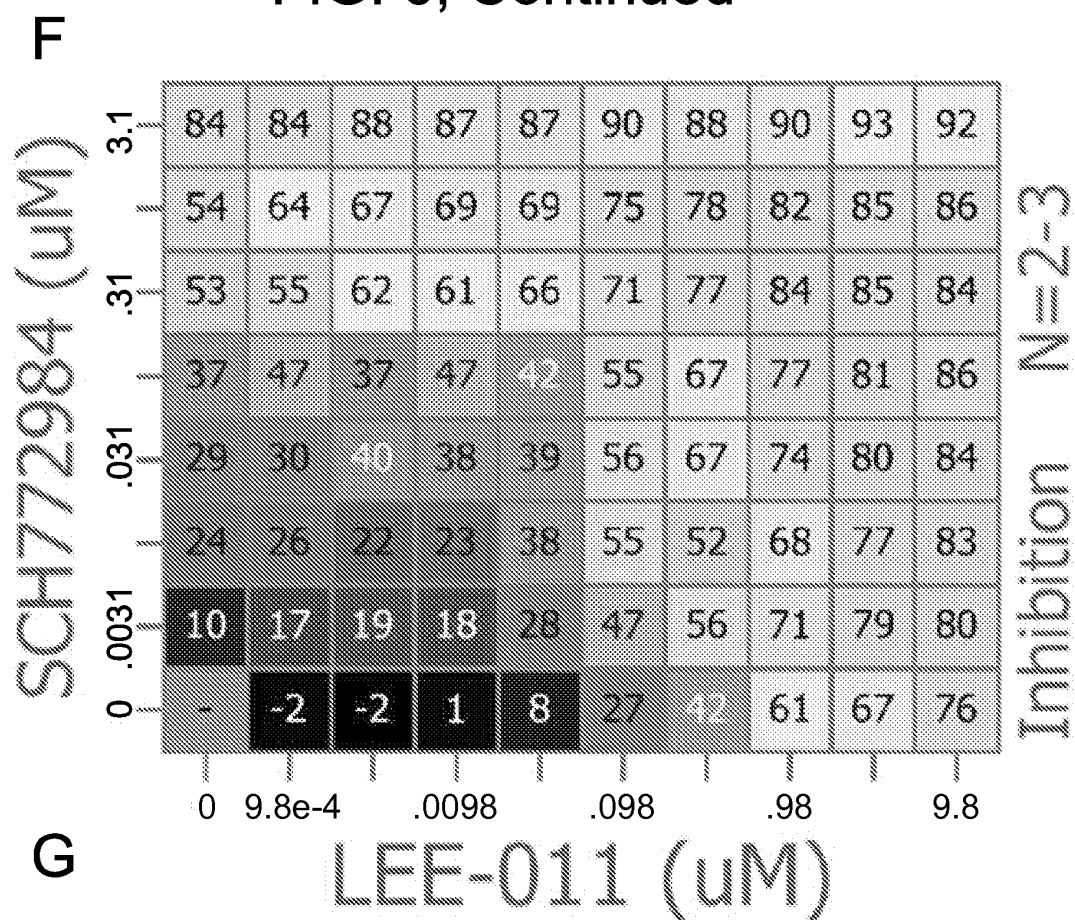 FIG. 3, Continued
F
SCH772984 (uM)
3.1 84 84 88 87 87 90 88 90 93 92
54 64 67 69 69 75 78 82 85 86
.31 53 55 62 61 66 71 77 84 85 84
37 47 37 47 42 55 67 77 81 86
.031 29 30 40 38 39 56 67 74 80 84
24 26 22 23 38 55 52 68 77 83
.0031 10 17 19 18 28 47 56 71 79 80
0 - -2 -2 1 8 27 42 61 67 76
0 9.8e-4 .0098 .098 .98 9.8
LEE-011 (uM)
Inhibition N=2-3
G